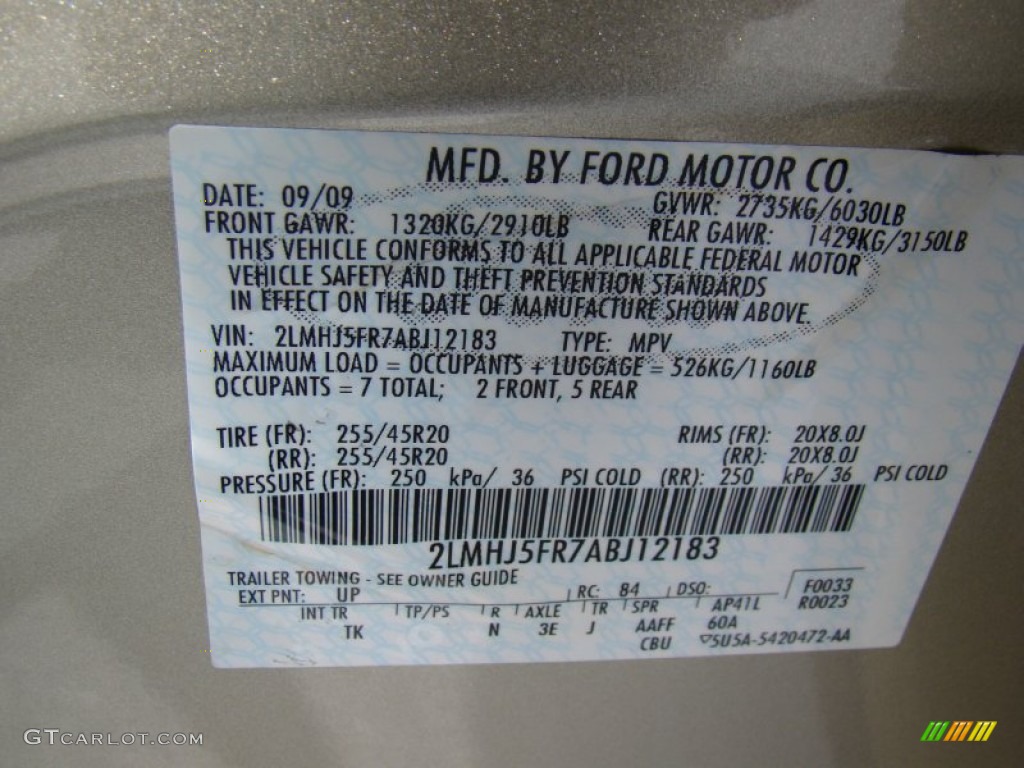 MFD. BY FORD MOTOR CO.
DATE: 09/09 GVWR: 2735KG/6030LB
FRONT GAWR: 1320KG/2910LB REAR GAWR: 1429KG/3150LB
THIS VEHICLE CONFORMS TO ALL APPLICABLE FEDERAL MOTOR
VEHICLE SAFETY AND THEFT PREVENTION STANDARDS
IN EFFECT ON THE DATE OF MANUFACTURE SHOWN ABOVE.
VIN: 2LMHJ5FR7ABJ12183 TYPE: MPV
MAXIMUM LOAD = OCCUPANTS + LUGGAGE = 526KG/1160LB
OCCUPANTS = 7 TOTAL; 2 FRONT, 5 REAR
TIRE (FR): 255/45R20 RIMS (FR): 20X8.0J
(RR): 255/45R20 (RR): 20X8.0J
PRESSURE (FR): 250 kPa/ 36 PSI COLD (RR): 250 kPa/ 36 PSI COLD
2LMHJ5FR7ABJ12183
TRAILER TOWING - SEE OWNER GUIDE
EXT PNT: UP RC: 84 DSO: F0033
INT TR TP/PS R AXLE TR SPR AP41L R0023
TK N 3E J AAFF 60A
CBU 5U5A-5420472-AA
GTCARLOT.COM